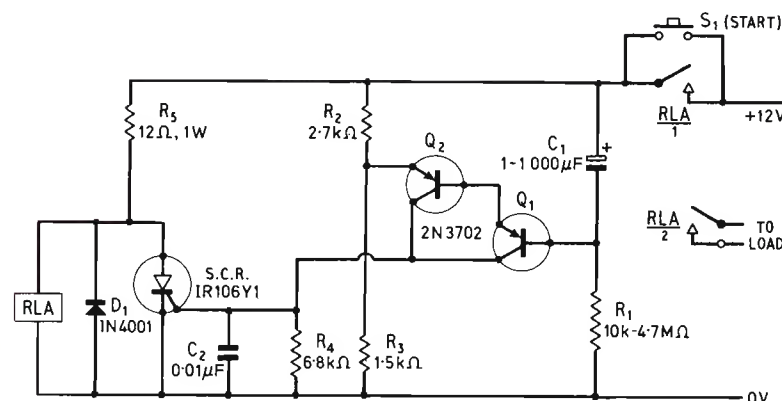 S₁ (START)
RLA
1
+12V
R₅
12Ω, 1W
R₂
2·7kΩ
Q₂
C₁
1-1000µF
+
Q₁
2N3702
RLA
2
TO
LOAD
S.C.R.
IR106Y1
RLA
D₁
1N4001
C₂
0·01µF
R₄
6·8kΩ
R₃
1·5kΩ
R₁
10k-4·7MΩ
0V